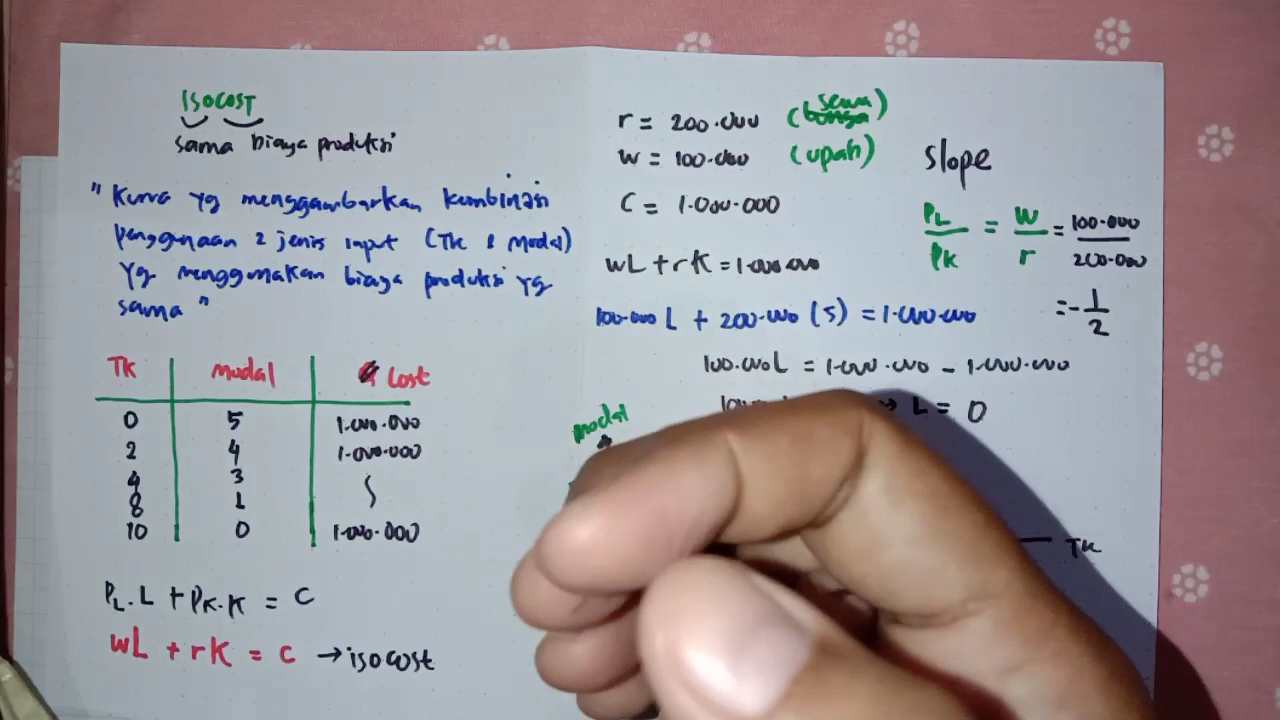 ISOCOST
sama biaya produksi
" Kurva yg menggambarkan kombinasi
penggunaan 2 jenis input (Tk & Modal)
yg menggunakan biaya produksi yg
sama "
TK modal Cost
0 5 1.000.000
2 4 1.000.000
4 3
8 1
10 0 1.000.000
PL.L + PK.K = C
wL + rK = C → isocost
r = 200.000 (sewa)
w = 100.000 (upah)
C = 1.000.000
wL + rK = 1.000.000
100.000 L + 200.000 (5) = 1.000.000
100.000L = 1.000.000 - 1.000.000
L = 0
slope
PL/PK = w/r = 100.000/200.000
= - 1/2
modal
TK